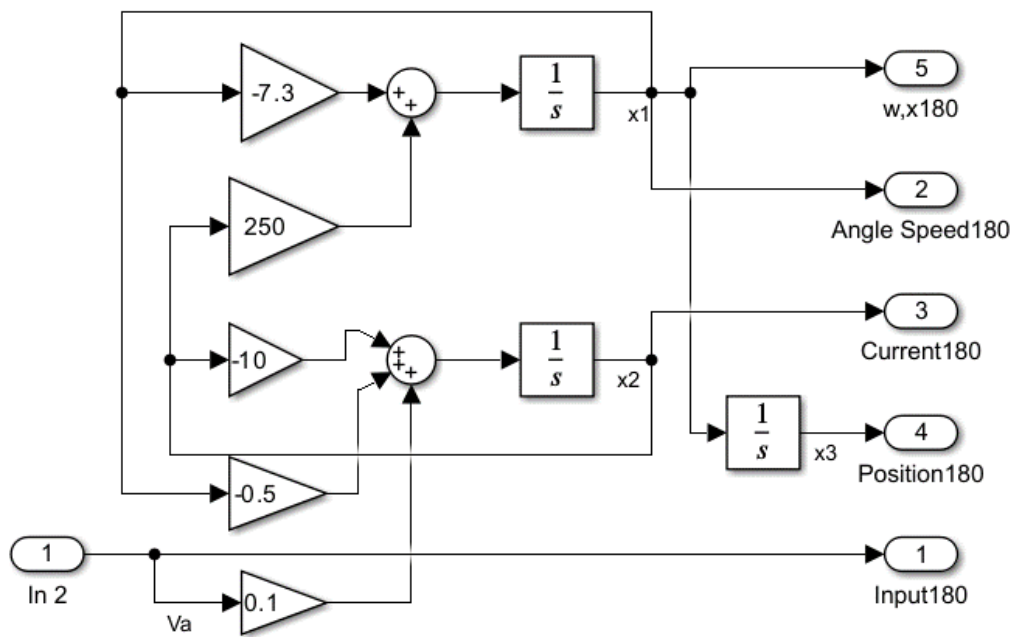 -7.3
+
+
1
s
x1
5
w,x180
250
2
Angle Speed180
-10
+
+
+
1
s
x2
3
Current180
1
s
x3
4
Position180
-0.5
1
In 2
1
Input180
Va
0.1